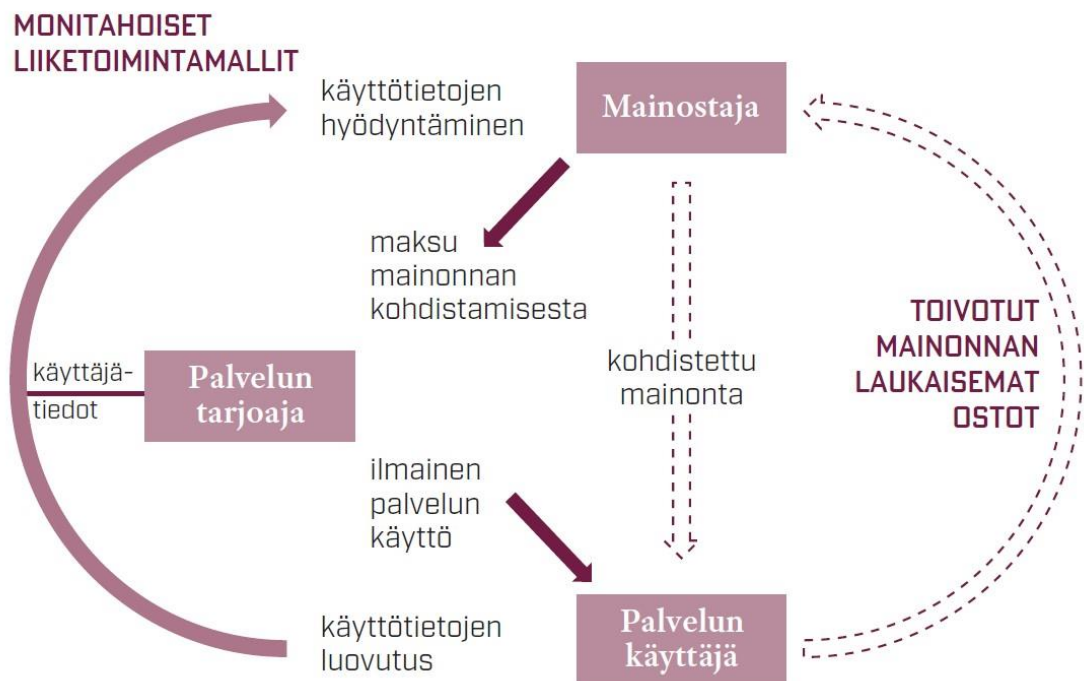 MONITAHOISET
LIIKETOIMINTAMALLIT
käyttötietojen
hyödyntäminen
Mainostaja
maksu
mainonnan
kohdistamisesta
käyttäjä-
tiedot
Palvelun
tarjoaja
kohdistettu
mainonta
TOIVOTUT
MAINONNAN
LAUKAISEMAT
OSTOT
ilmainen
palvelun
käyttö
käyttötietojen
luovutus
Palvelun
käyttäjä